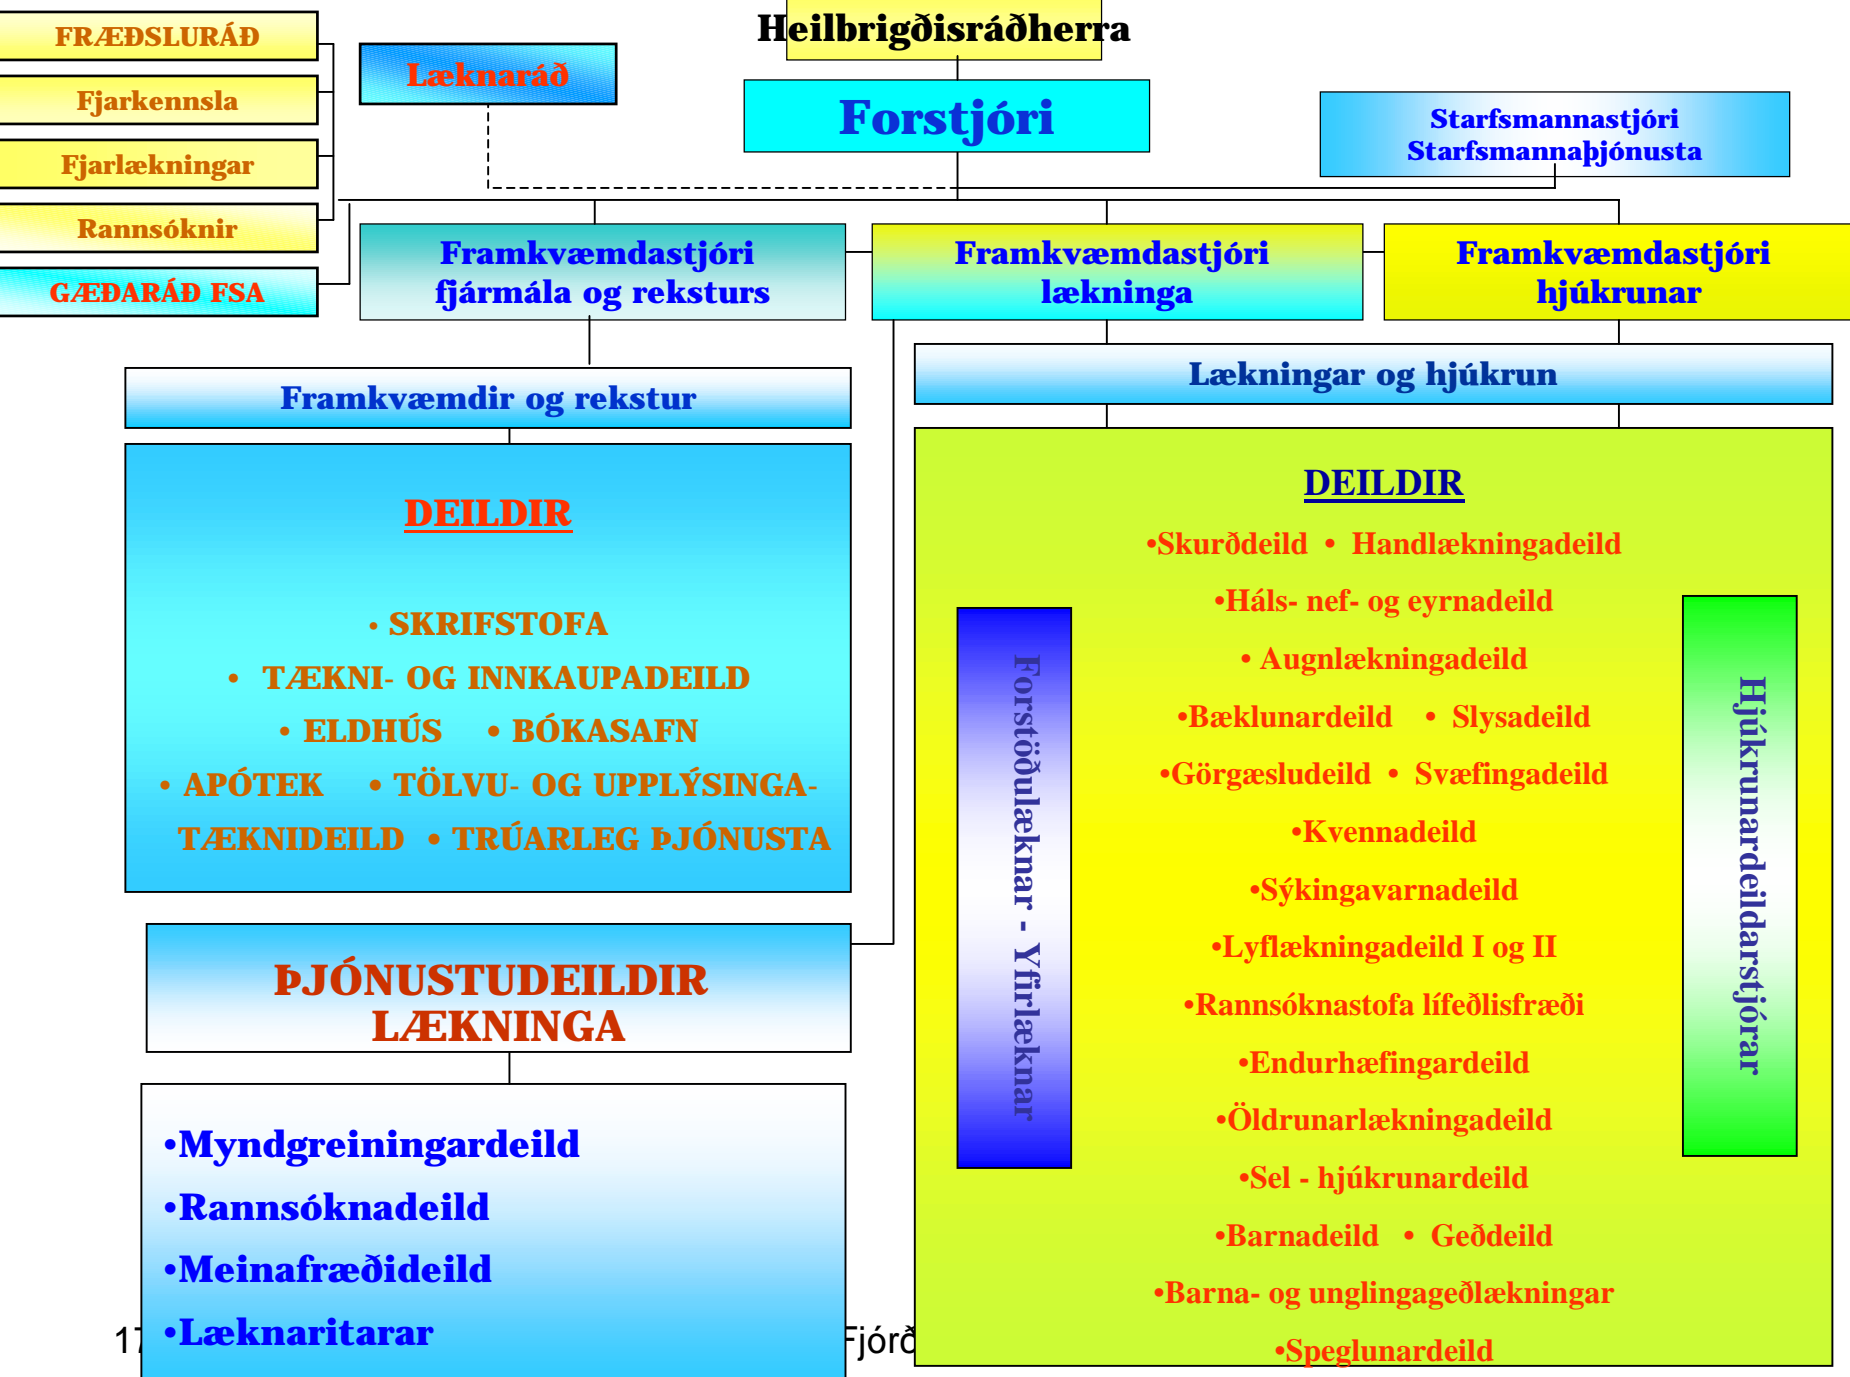 Heilbrigðisráðherra
FRÆÐSLURÁÐ
Fjarkennsla
Fjarlækningar
Rannsóknir
GÆÐARÁÐ FSA
Læknaráð
Forstjóri
Starfsmannastjóri
Starfsmannaþjónusta
Framkvæmdastjóri
fjármála og reksturs
Framkvæmdastjóri
lækninga
Framkvæmdastjóri
hjúkrunar
Framkvæmdir og rekstur
DEILDIR
• SKRIFSTOFA
• TÆKNI- OG INNKAUPADEILD
• ELDHÚS • BÓKASAFN
• APÓTEK • TÖLVU- OG UPPLÝSINGA-
TÆKNIDEILD • TRÚARLEG ÞJÓNUSTA
ÞJÓNUSTUDEILDIR
LÆKNINGA
•Myndgreiningardeild
•Rannsóknadeild
•Meinafræðideild
•Læknaritarar
Lækningar og hjúkrun
DEILDIR
•Skurðdeild • Handlækningadeild
•Háls- nef- og eyrnadeild
• Augnlækningadeild
•Bæklunardeild • Slysadeild
•Görgæsludeild • Svæfingadeild
•Kvennadeild
•Sýkingavarnadeild
•Lyflækningadeild I og II
•Rannsóknastofa lífeðlisfræði
•Endurhæfingardeild
•Öldrunarlækningadeild
•Sel - hjúkrunardeild
•Barnadeild • Geðdeild
•Barna- og unglingageðlækningar
•Speglunardeild
Forstöðulæknar - Yfirlæknar
Hjúkrunardeildarstjórar